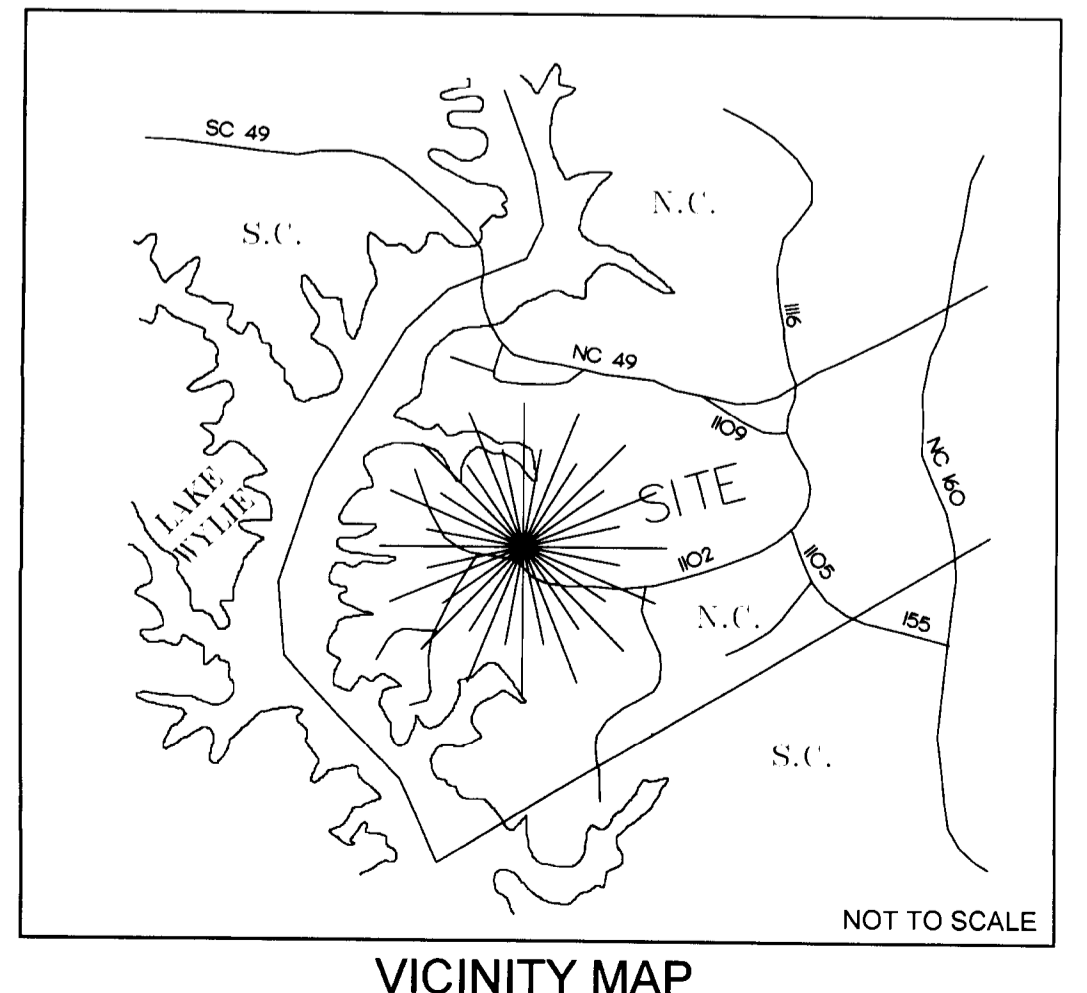 SC 49
N.C.
S.C.
1116
NC 49
1109
NC 160
SITE
LAKE
WYLIE
1102
1105
N.C.
155
S.C.
NOT TO SCALE
VICINITY MAP